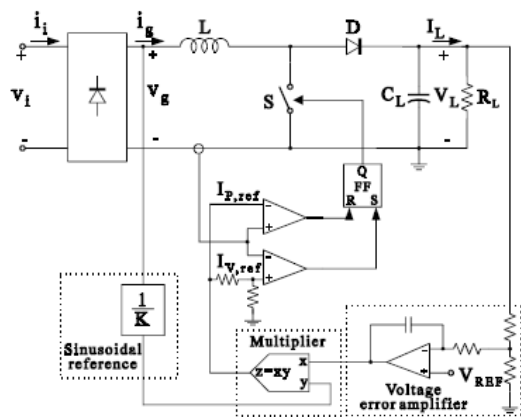 i_i
i_g
L
D
I_L
+
+
+
v_i
v_g
S
C_L
V_L
R_L
-
-
-
Q
FF
R S
I_P,ref
-
+
I_V,ref
-
+
1
K
Sinusoidal
reference
Multiplier
z=xy
x
y
-
+
V_REF
Voltage
error amplifier